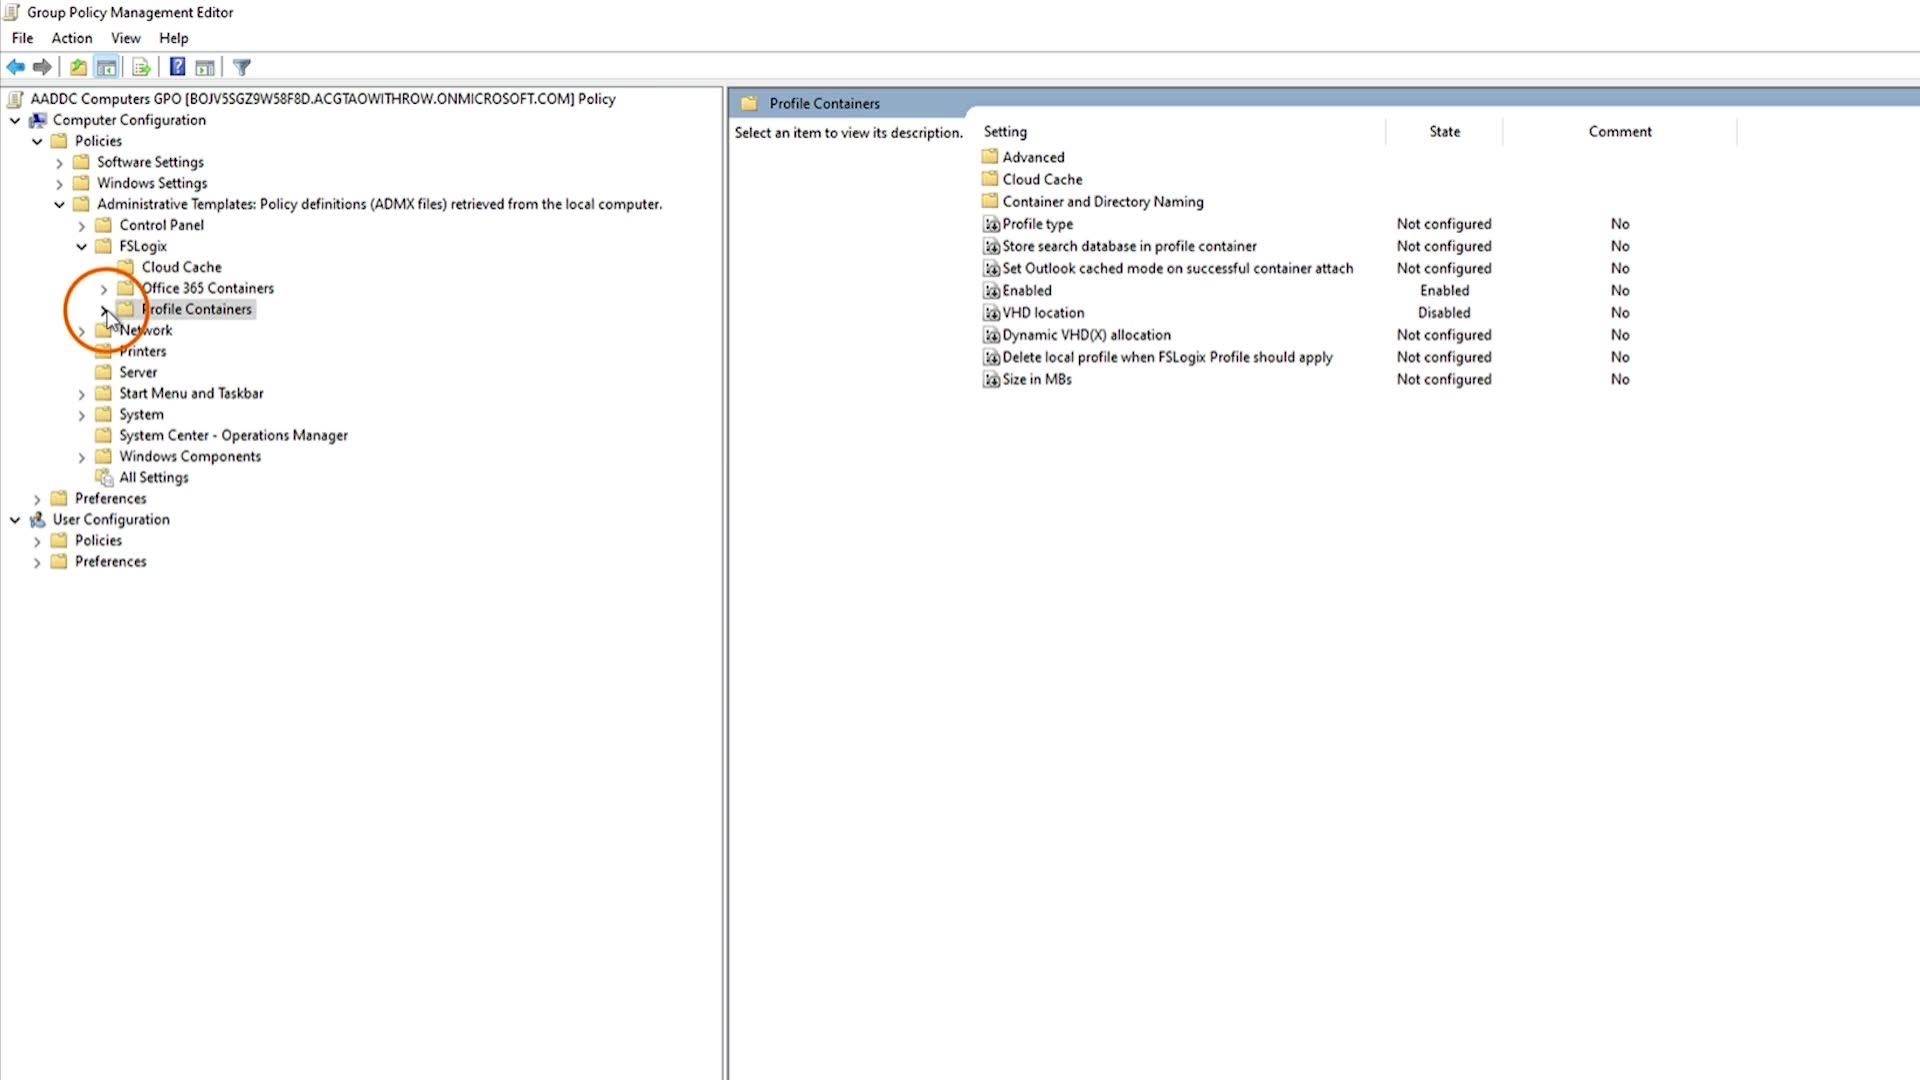 Group Policy Management Editor
File Action View Help
AADDC Computers GPO [BOJV5SGZ9W58F8D.ACGTAOWITHROW.ONMICROSOFT.COM] Policy
Computer Configuration
Policies
Software Settings
Windows Settings
Administrative Templates: Policy definitions (ADMX files) retrieved from the local computer.
Control Panel
FSLogix
Cloud Cache
Office 365 Containers
Profile Containers
Network
Printers
Server
Start Menu and Taskbar
System
System Center - Operations Manager
Windows Components
All Settings
Preferences
User Configuration
Policies
Preferences
Profile Containers
Select an item to view its description.
Setting State Comment
Advanced
Cloud Cache
Container and Directory Naming
Profile type Not configured No
Store search database in profile container Not configured No
Set Outlook cached mode on successful container attach Not configured No
Enabled Enabled No
VHD location Disabled No
Dynamic VHD(X) allocation Not configured No
Delete local profile when FSLogix Profile should apply Not configured No
Size in MBs Not configured No